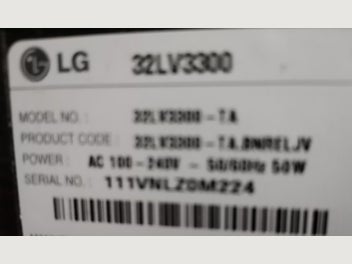 LG 32LV3300
MODEL NO. : 32LV3300-TA
PRODUCT CODE : 32LV3300-TA.BNRELJV
POWER : AC 100-240V - 50/60Hz 50W
SERIAL NO. : 111VNLZ0M224